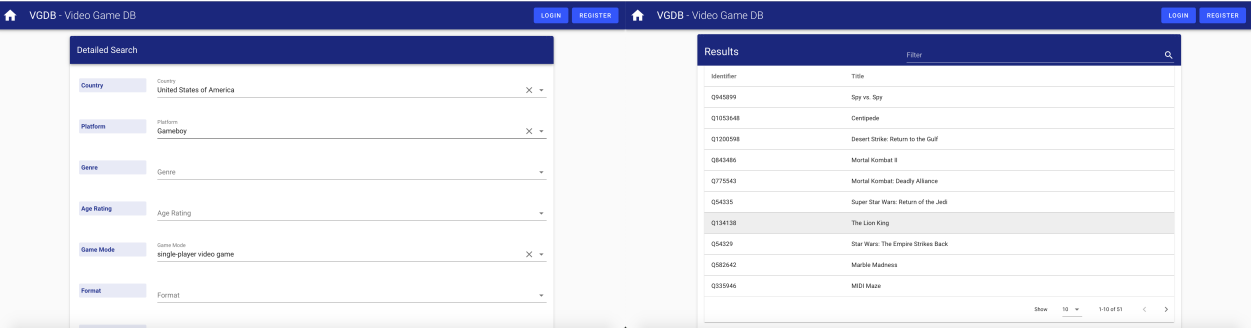 VGDB - Video Game DB
LOGIN
REGISTER
Detailed Search
Country
Country
United States of America
Platform
Platform
Gameboy
Genre
Genre
Age Rating
Age Rating
Game Mode
Game Mode
single-player video game
Format
Format
VGDB - Video Game DB
LOGIN
REGISTER
Results
Filter
Identifier Title
Q945899 Spy vs. Spy
Q1053648 Centipede
Q1200598 Desert Strike: Return to the Gulf
Q843486 Mortal Kombat II
Q775543 Mortal Kombat: Deadly Alliance
Q54335 Super Star Wars: Return of the Jedi
Q134138 The Lion King
Q54329 Star Wars: The Empire Strikes Back
Q582642 Marble Madness
Q335946 MIDI Maze
Show 10 1-10 of 51